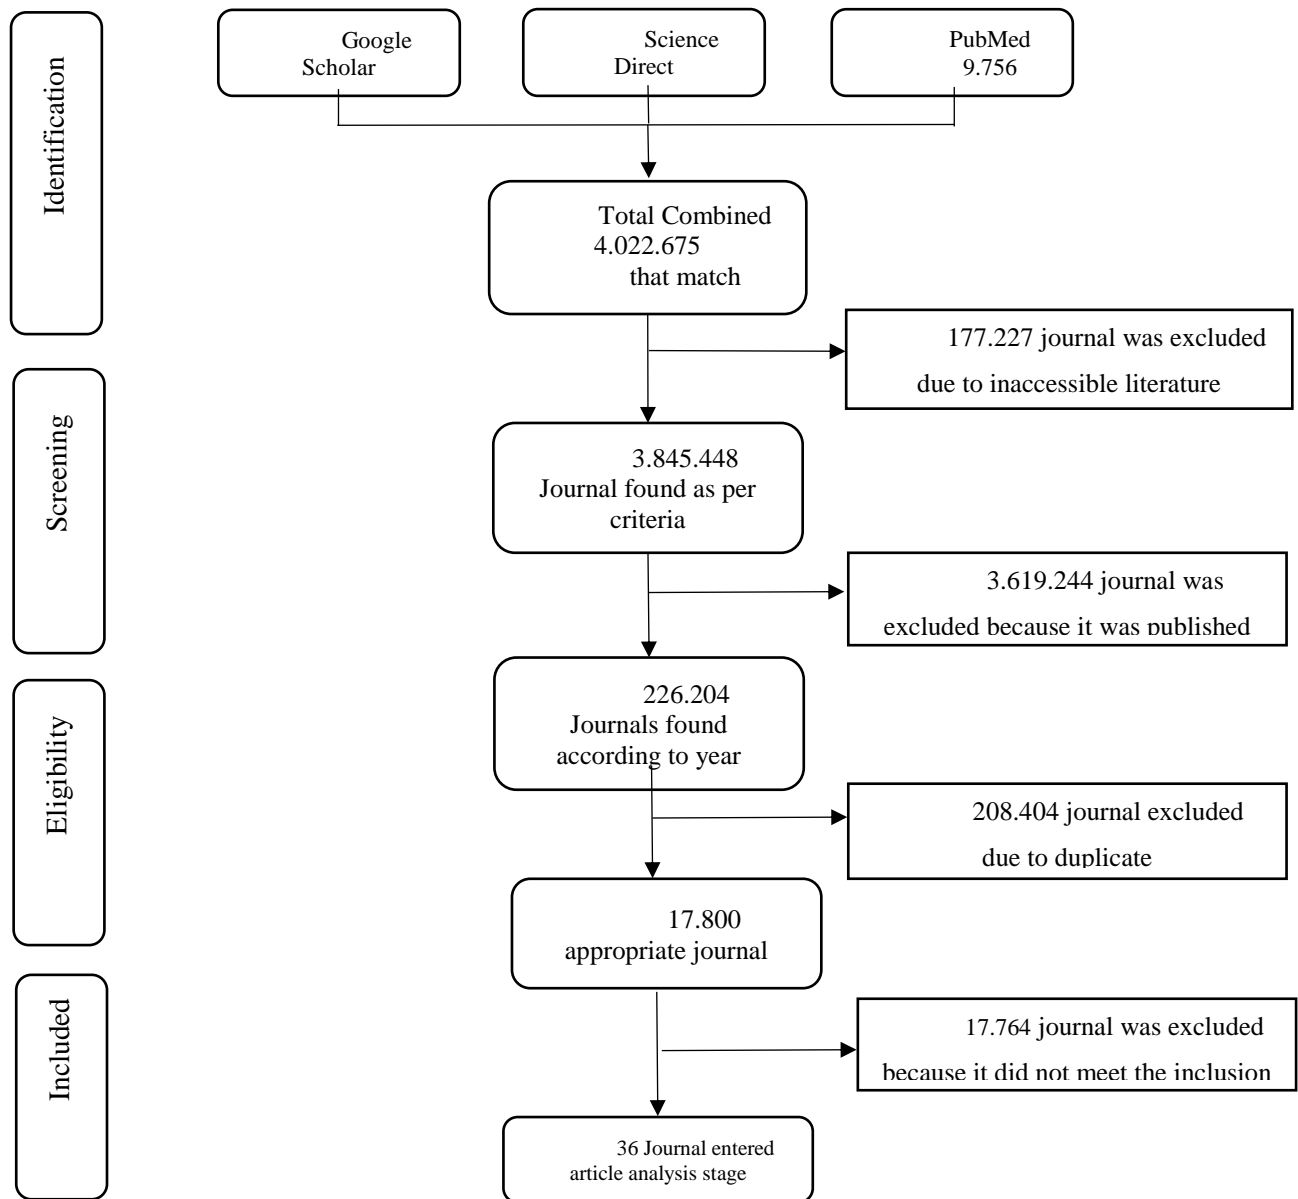 Identification
Google
Scholar
Science
Direct
PubMed
9.756
Total Combined
4.022.675
that match
177.227 journal was excluded
due to inaccessible literature
Screening
3.845.448
Journal found as per
criteria
3.619.244 journal was
excluded because it was published
Eligibility
226.204
Journals found
according to year
208.404 journal excluded
due to duplicate
17.800
appropriate journal
Included
17.764 journal was excluded
because it did not meet the inclusion
36 Journal entered
article analysis stage